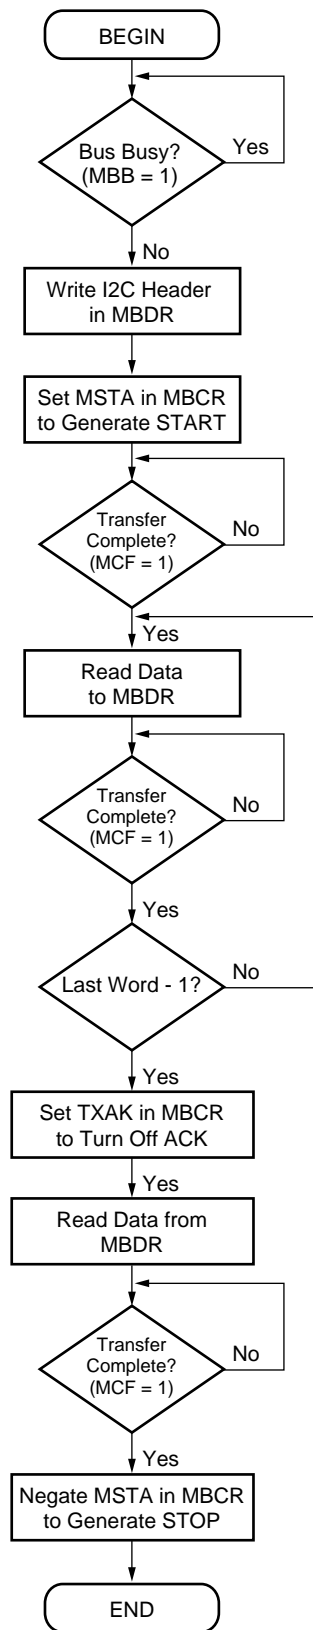 BEGIN
Bus Busy?
(MBB = 1)
Yes
No
Write I2C Header
in MBDR
Set MSTA in MBCR
to Generate START
Transfer
Complete?
(MCF = 1)
No
Yes
Read Data
to MBDR
Transfer
Complete?
(MCF = 1)
No
Yes
Last Word - 1?
No
Yes
Set TXAK in MBCR
to Turn Off ACK
Yes
Read Data from
MBDR
Transfer
Complete?
(MCF = 1)
No
Yes
Negate MSTA in MBCR
to Generate STOP
END